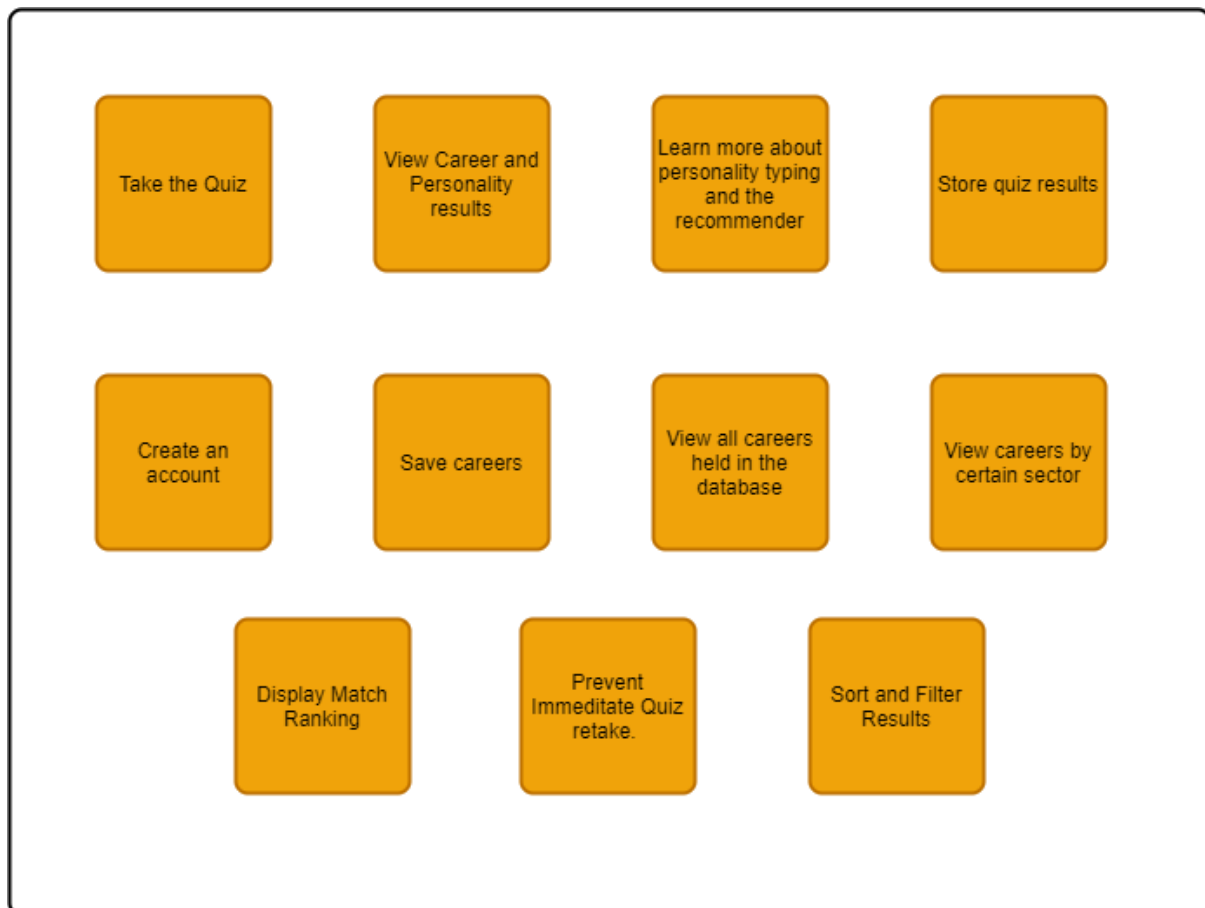 Take the Quiz
View Career and
Personality
results
Learn more about
personality typing
and the
recommender
Store quiz results
Create an
account
Save careers
View all careers
held in the
database
View careers by
certain sector
Display Match
Ranking
Prevent
Immeditate Quiz
retake.
Sort and Filter
Results